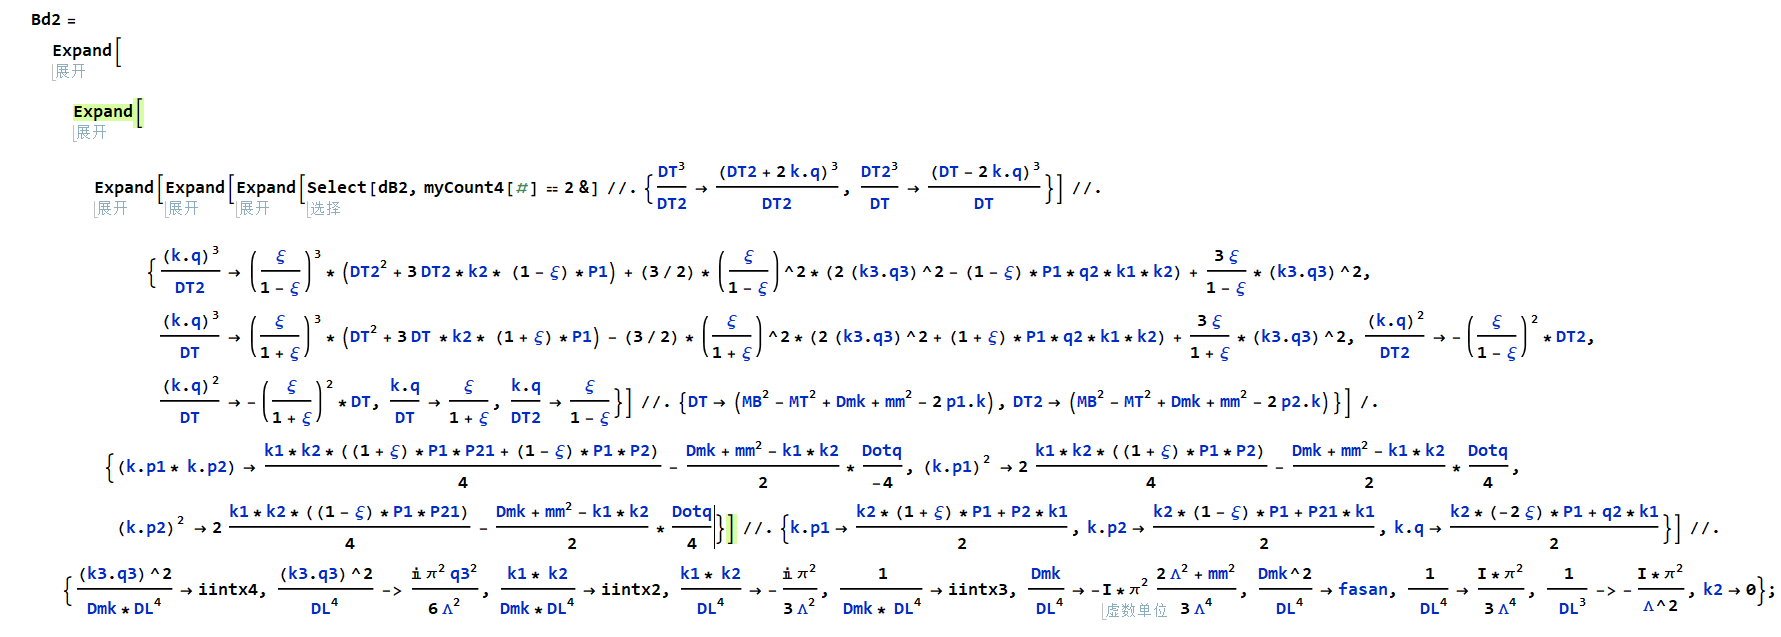 Bd2 =
Expand[
展开
Expand[
展开
Expand[Expand[Expand[Select[dB2, myCount4[#] == 2 &] //. {DT^3/DT2 → (DT2 + 2 k.q)^3/DT2, DT2^3/DT → (DT - 2 k.q)^3/DT}] //.
展开 展开 展开 选择
{(k.q)^3/DT2 → (ξ/(1 - ξ))^3 * (DT2^2 + 3 DT2 * k2 * (1 - ξ) * P1) + (3 / 2) * (ξ/(1 - ξ))^2 * (2 (k3.q3)^2 - (1 - ξ) * P1 * q2 * k1 * k2) + 3 ξ/(1 - ξ) * (k3.q3)^2,
(k.q)^3/DT → (ξ/(1 + ξ))^3 * (DT^2 + 3 DT * k2 * (1 + ξ) * P1) - (3 / 2) * (ξ/(1 + ξ))^2 * (2 (k3.q3)^2 + (1 + ξ) * P1 * q2 * k1 * k2) + 3 ξ/(1 + ξ) * (k3.q3)^2, (k.q)^2/DT2 → -(ξ/(1 - ξ))^2 * DT2,
(k.q)^2/DT → -(ξ/(1 + ξ))^2 * DT, k.q/DT → ξ/(1 + ξ), k.q/DT2 → ξ/(1 - ξ)}] //. {DT → (MB^2 - MT^2 + Dmk + mm^2 - 2 p1.k), DT2 → (MB^2 - MT^2 + Dmk + mm^2 - 2 p2.k)}] /.
{(k.p1 * k.p2) → k1 * k2 * ((1 + ξ) * P1 * P21 + (1 - ξ) * P1 * P2)/4 - (Dmk + mm^2 - k1 * k2)/2 * Dotq/-4, (k.p1)^2 → 2 k1 * k2 * ((1 + ξ) * P1 * P2)/4 - (Dmk + mm^2 - k1 * k2)/2 * Dotq/4,
(k.p2)^2 → 2 k1 * k2 * ((1 - ξ) * P1 * P21)/4 - (Dmk + mm^2 - k1 * k2)/2 * Dotq/4}] //. {k.p1 → (k2 * (1 + ξ) * P1 + P2 * k1)/2, k.p2 → (k2 * (1 - ξ) * P1 + P21 * k1)/2, k.q → (k2 * (-2 ξ) * P1 + q2 * k1)/2}] //.
{(k3.q3)^2/(Dmk * DL^4) → iintx4, (k3.q3)^2/DL^4 -> i π^2 q3^2/(6 Λ^2), k1 * k2/(Dmk * DL^4) → iintx2, k1 * k2/DL^4 → - i π^2/(3 Λ^2), 1/(Dmk * DL^4) → iintx3, Dmk/DL^4 → -I * π^2 (2 Λ^2 + mm^2)/(3 Λ^4), Dmk^2/DL^4 → fasan, 1/DL^4 → I * π^2/(3 Λ^4), 1/DL^3 -> - I * π^2/Λ^2, k2 → 0};
虚数单位